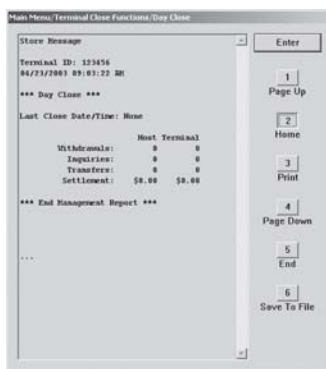 Main Menu/Terminal Close Functions/Day Close
Store Message
Terminal ID: 123456
04/23/2003 09:03:22 AM
*** Day Close ***
Last Close Date/Time: None
Host Terminal
Withdrawals: 0 0
Inquiries: 0 0
Transfers: 0 0
Settlement: $0.00 $0.00
*** End Management Report ***
...
Enter
1
Page Up
2
Home
3
Print
4
Page Down
5
End
6
Save To File